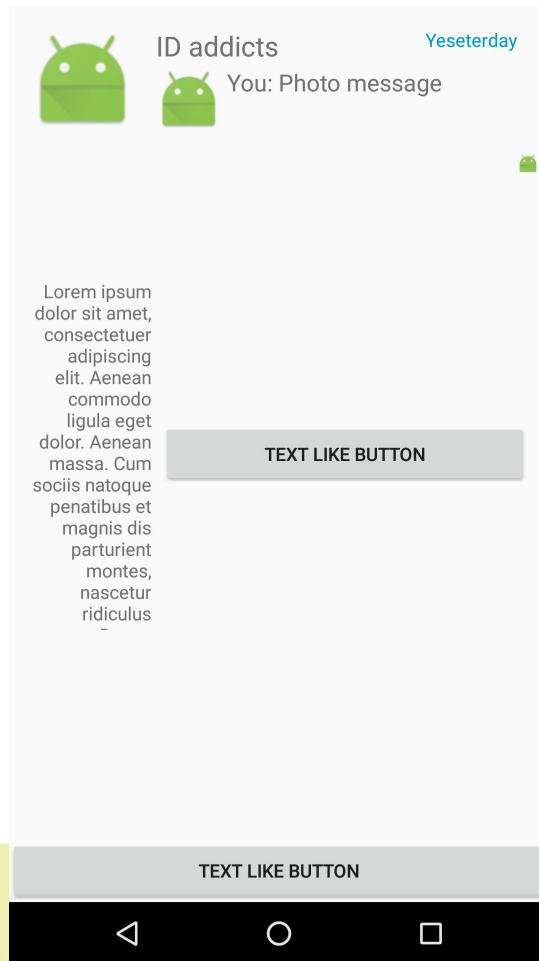 ID addicts
Yeseterday
You: Photo message
Lorem ipsum
dolor sit amet,
consectetuer
adipiscing
elit. Aenean
commodo
ligula eget
dolor. Aenean
massa. Cum
sociis natoque
penatibus et
magnis dis
parturient
montes,
nascetur
ridiculus
TEXT LIKE BUTTON
TEXT LIKE BUTTON